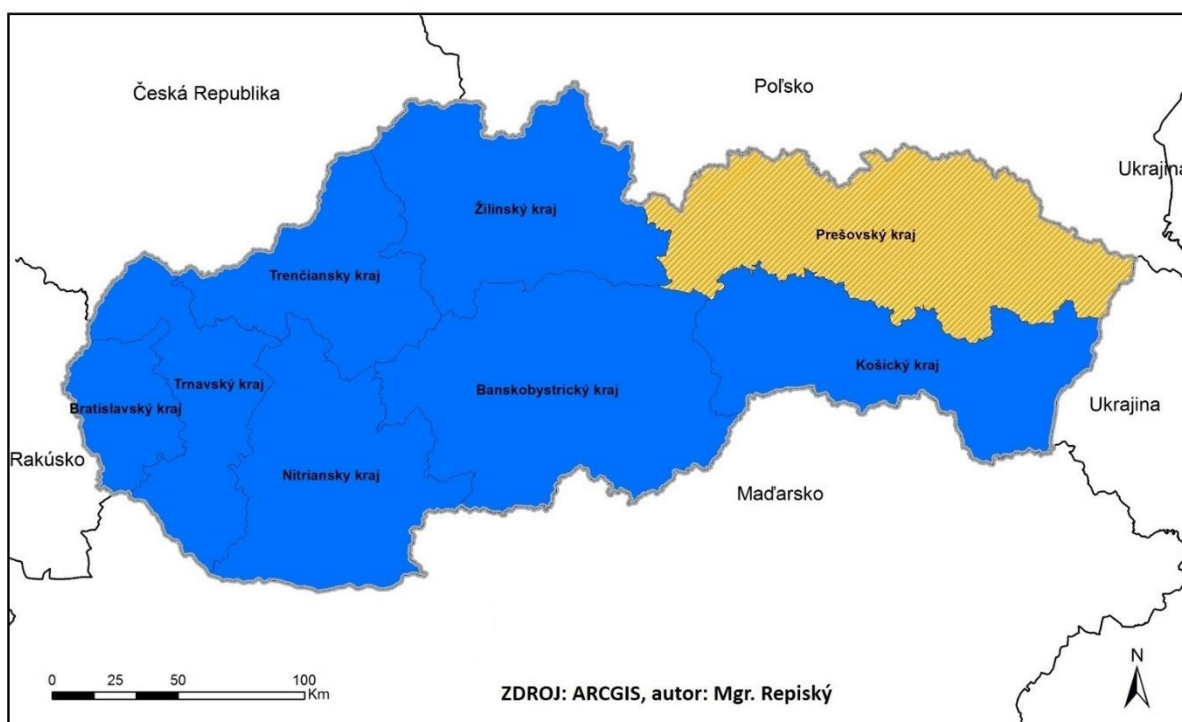 Česká Republika
Poľsko
Ukrajina
Žilinský kraj
Prešovský kraj
Trenčiansky kraj
Košický kraj
Trnavský kraj
Banskobystrický kraj
Bratislavský kraj
Ukrajina
Rakúsko
Nitriansky kraj
Maďarsko
0 25 50 100
Km
ZDROJ: ARCGIS, autor: Mgr. Repiský
N